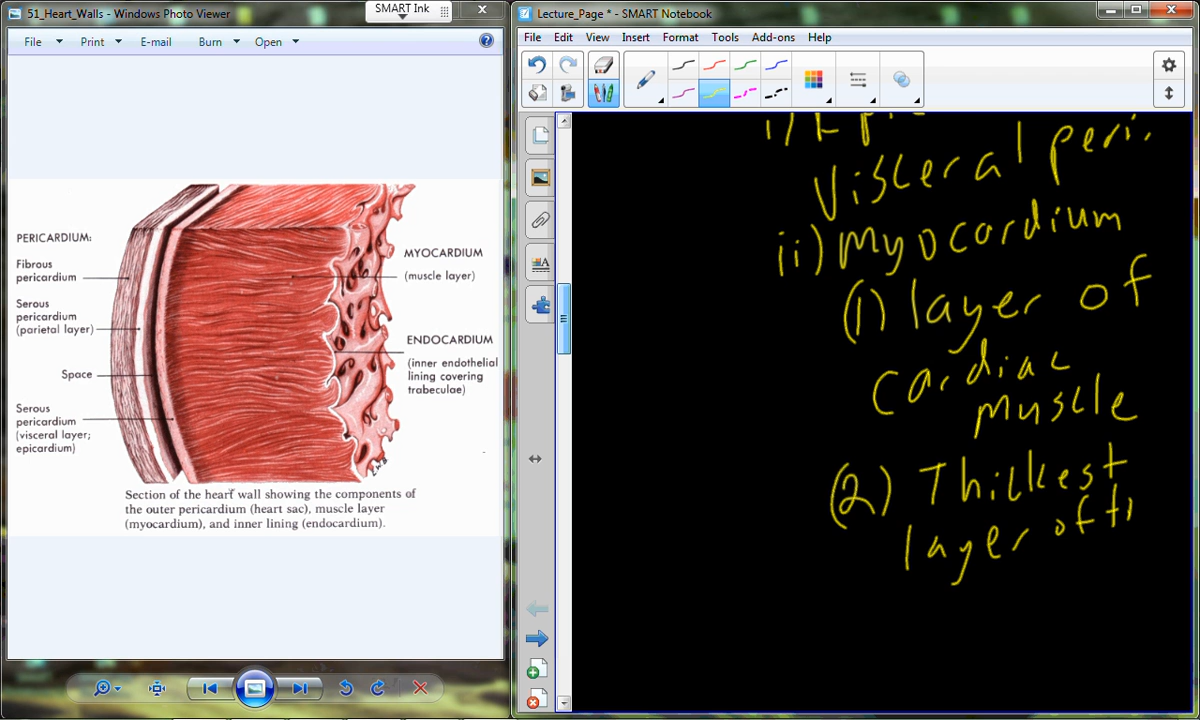 51_Heart_Walls - Windows Photo Viewer
SMART Ink
File Print E-mail Burn Open
PERICARDIUM:
Fibrous
pericardium
Serous
pericardium
(parietal layer)
Space
Serous
pericardium
(visceral layer;
epicardium)
MYOCARDIUM
(muscle layer)
ENDOCARDIUM
(inner endothelial
lining covering
trabeculae)
Section of the heart wall showing the components of
the outer pericardium (heart sac), muscle layer
(myocardium), and inner lining (endocardium).
Lecture_Page * - SMART Notebook
File Edit View Insert Format Tools Add-ons Help
i) Epi
Visceral peri.
ii) Myocardium
(1) layer of
cardiac
muscle
(2) Thickest
layer of